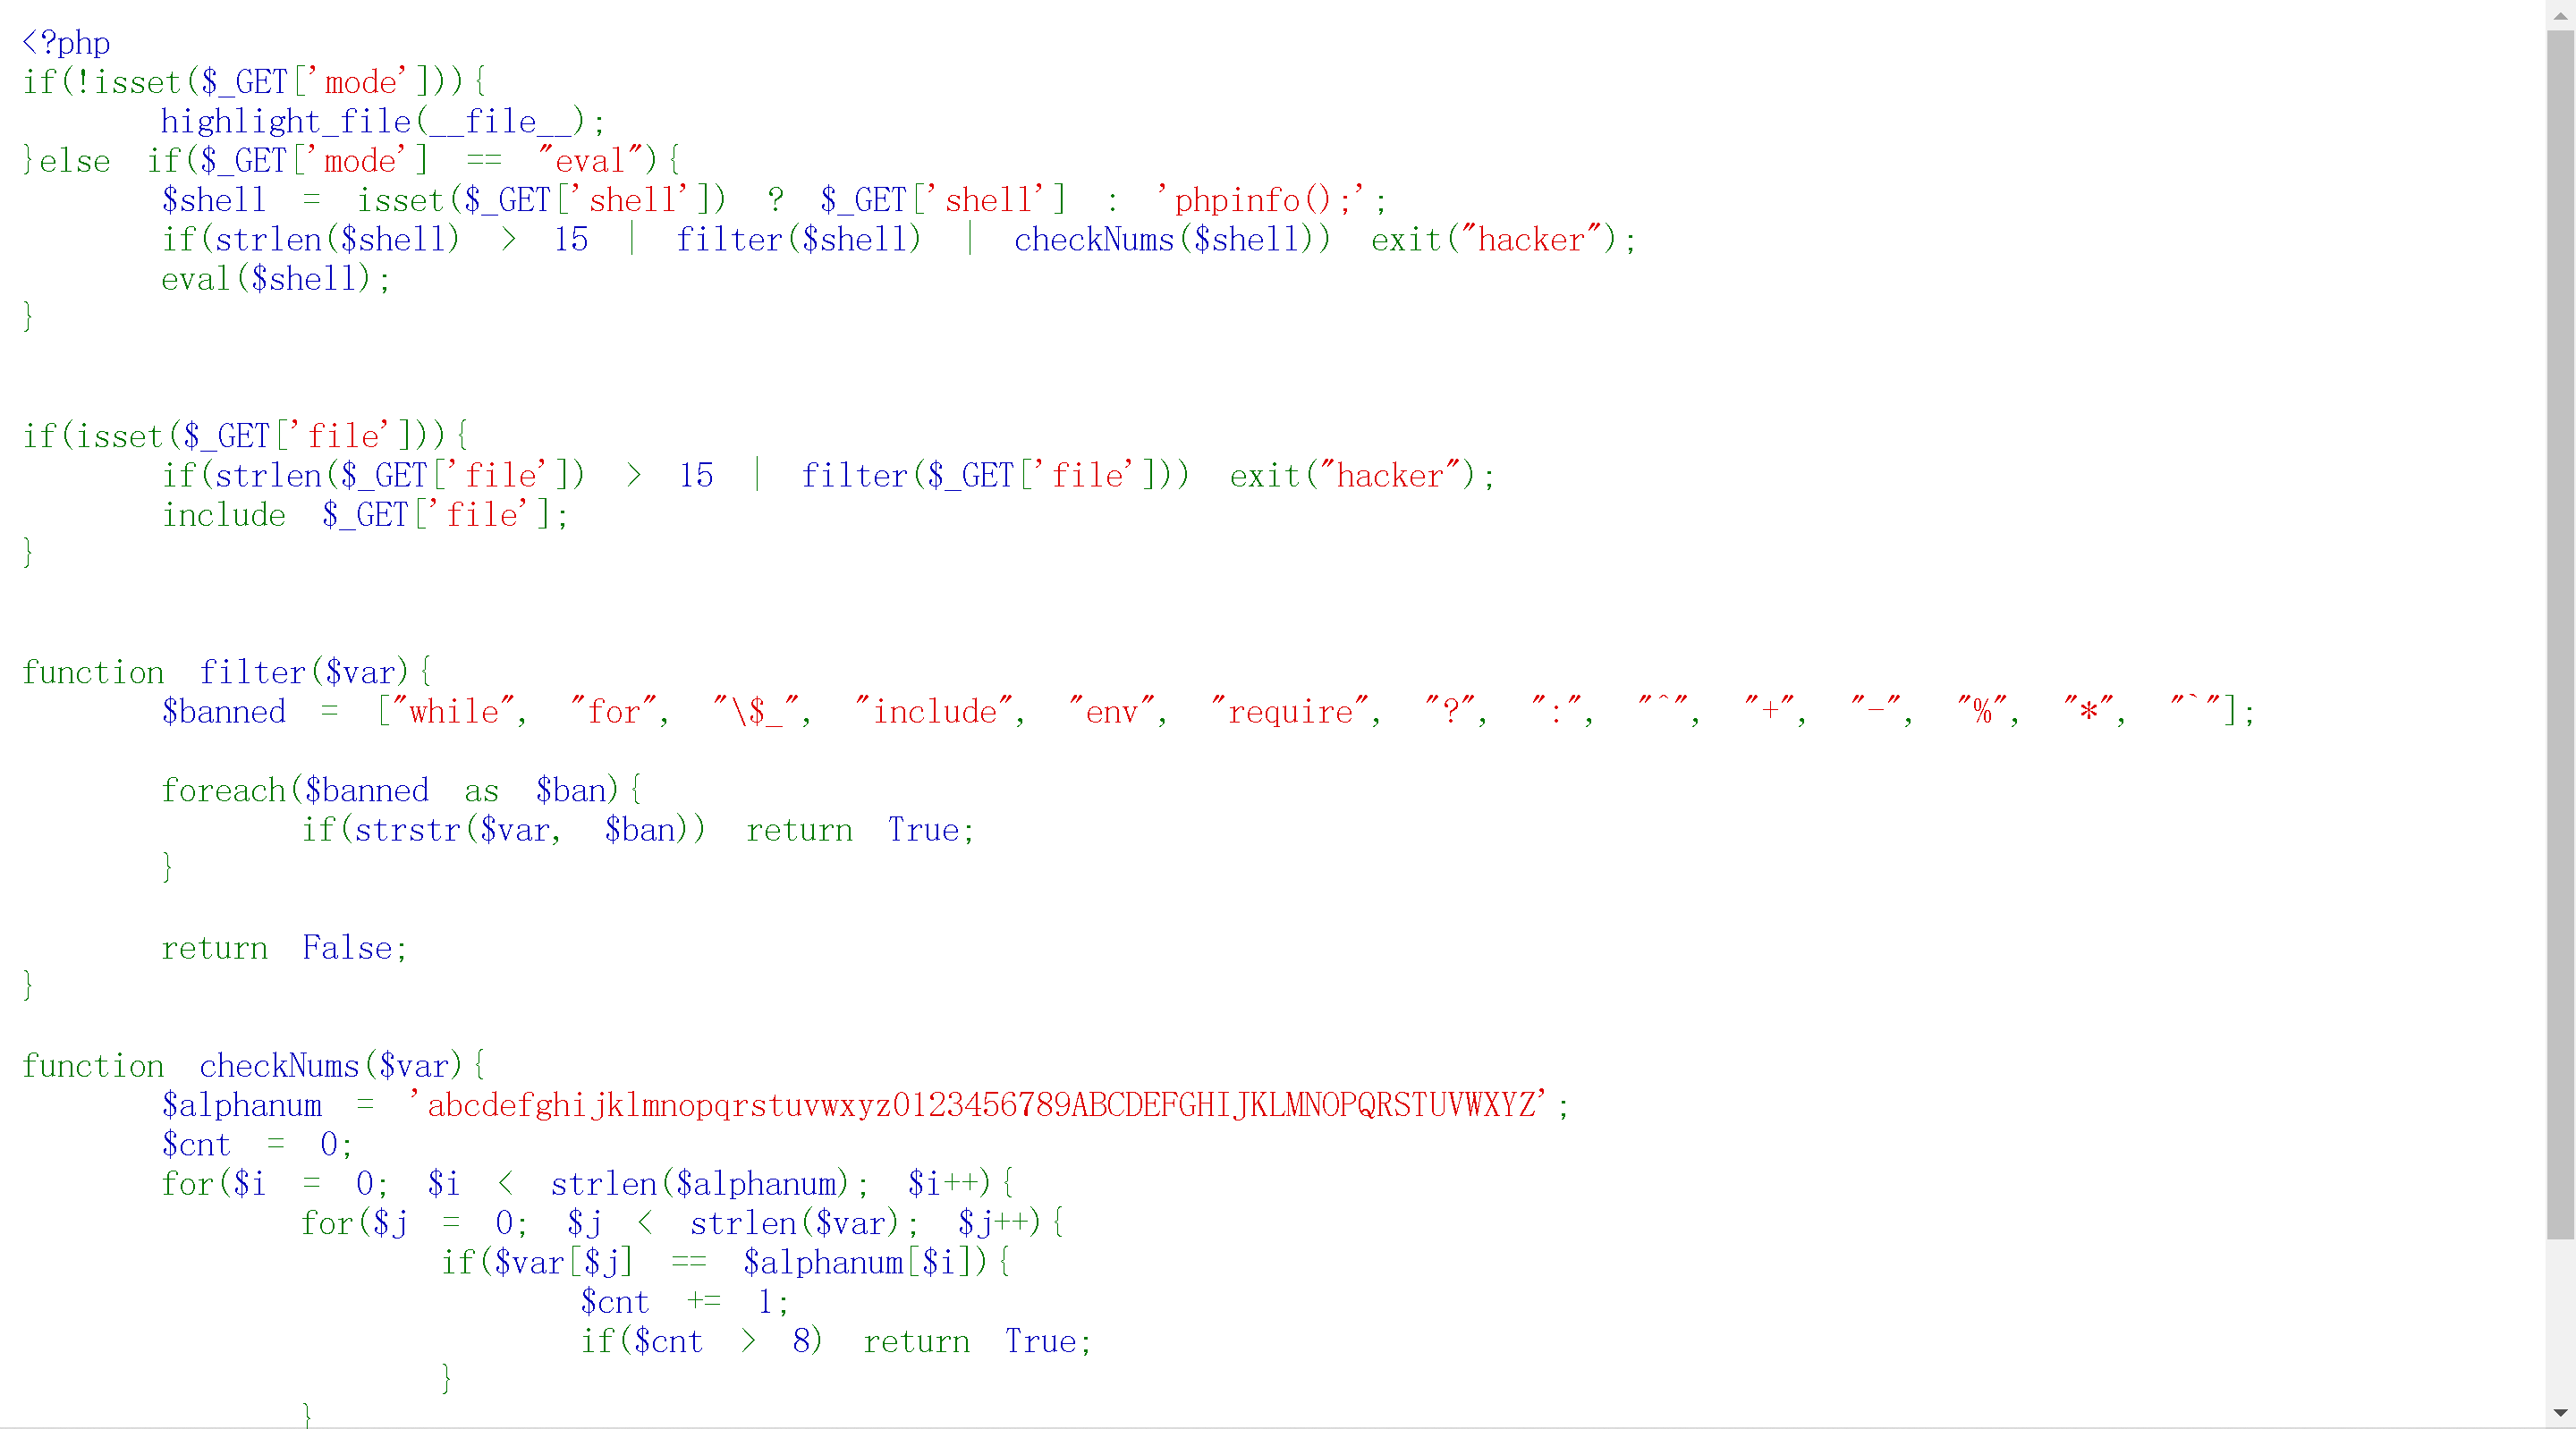 <?php
if(!isset($_GET['mode'])){
highlight_file(__file__);
}else if($_GET['mode'] == "eval"){
$shell = isset($_GET['shell']) ? $_GET['shell'] : 'phpinfo();';
if(strlen($shell) > 15 | filter($shell) | checkNums($shell)) exit("hacker");
eval($shell);
}
if(isset($_GET['file'])){
if(strlen($_GET['file']) > 15 | filter($_GET['file'])) exit("hacker");
include $_GET['file'];
}
function filter($var){
$banned = ["while", "for", "\$_", "include", "env", "require", "?", ":", "^", "+", "-", "%", "*", "`"];
foreach($banned as $ban){
if(strstr($var, $ban)) return True;
}
return False;
}
function checkNums($var){
$alphanum = 'abcdefghijklmnopqrstuvwxyz0123456789ABCDEFGHIJKLMNOPQRSTUVWXYZ';
$cnt = 0;
for($i = 0; $i < strlen($alphanum); $i++){
for($j = 0; $j < strlen($var); $j++){
if($var[$j] == $alphanum[$i]){
$cnt += 1;
if($cnt > 8) return True;
}
}